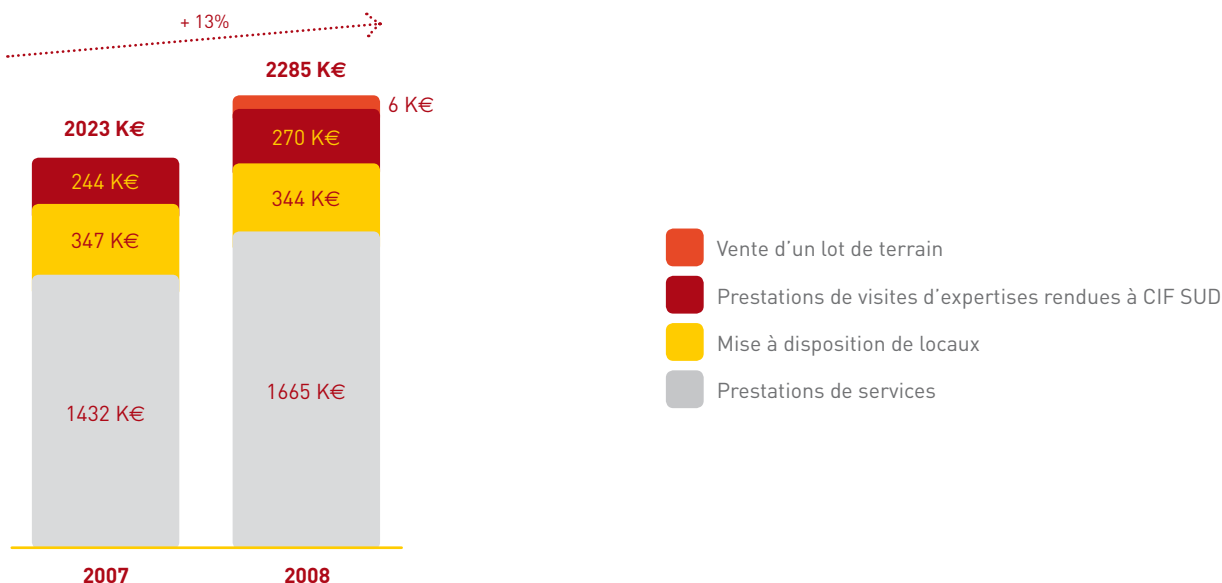 + 13%
2285 K€
6 K€
2023 K€
270 K€
244 K€
344 K€
347 K€
1665 K€
1432 K€
2007
2008
Vente d'un lot de terrain
Prestations de visites d'expertises rendues à CIF SUD
Mise à disposition de locaux
Prestations de services